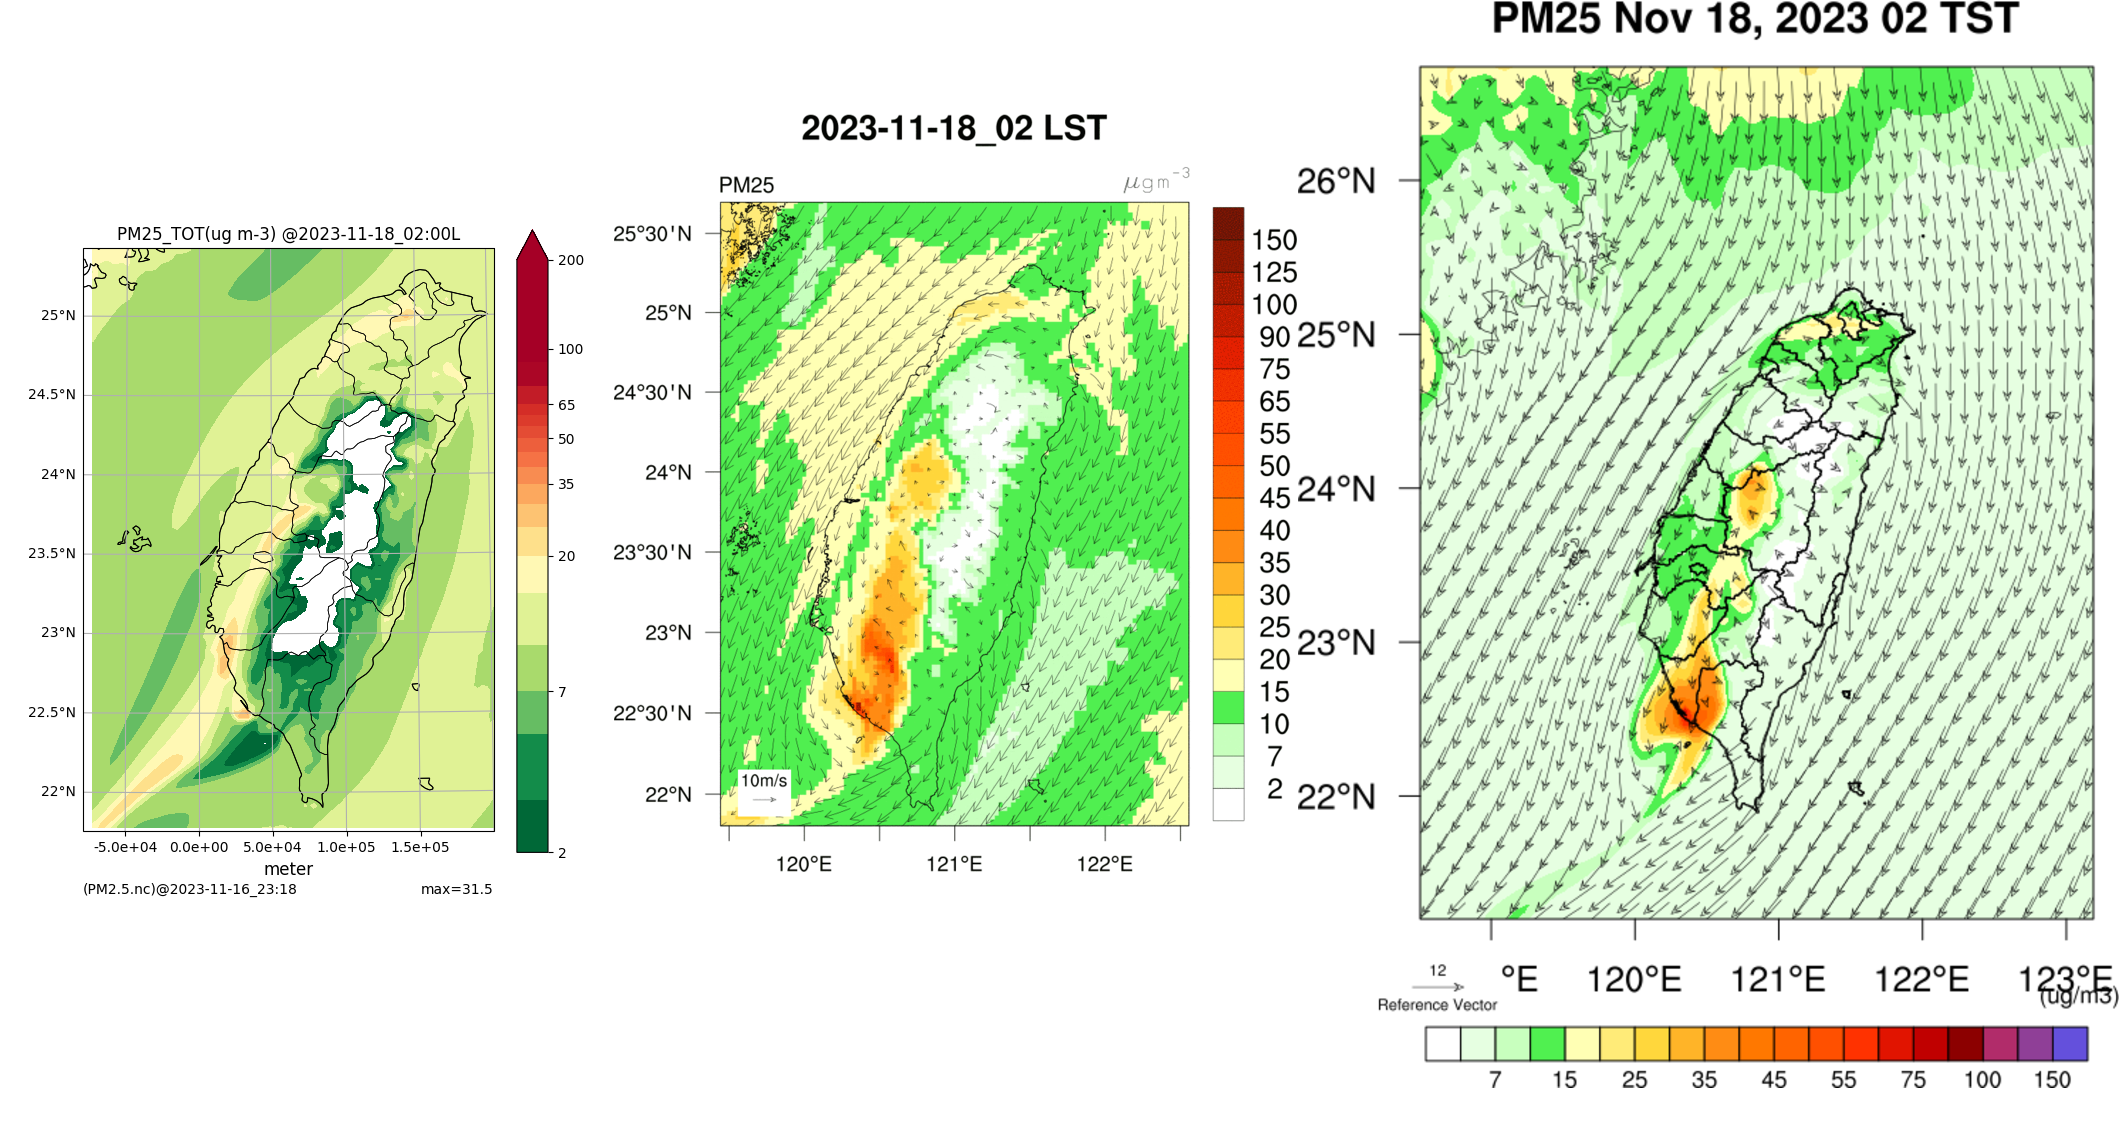 PM25_TOT(ug m-3) @2023-11-18_02:00L
25°N
24.5°N
24°N
23.5°N
23°N
22.5°N
22°N
-5.0e+04 0.0e+00 5.0e+04 1.0e+05 1.5e+05
meter
(PM2.5.nc)@2023-11-16_23:18 max=31.5
200
100
65
50
35
20
7
2
2023-11-18_02 LST
PM25 μgm⁻³
25°30'N
25°N
24°30'N
24°N
23°30'N
23°N
22°30'N
22°N
10m/s
120°E 121°E 122°E
150
125
100
90
75
65
55
50
45
40
35
30
25
20
15
10
7
2
PM25 Nov 18, 2023 02 TST
26°N
25°N
24°N
23°N
22°N
°E 120°E 121°E 122°E 123°E
12
Reference Vector
(ug/m3)
7 15 25 35 45 55 75 100 150